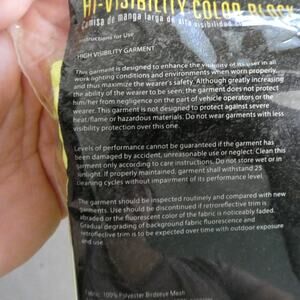 HI-VISIBILITY COLOR BLOCK
Camisa de manga larga de alta visibilidad
Instructions for Use
HIGH VISIBILITY GARMENT
This garment is designed to enhance the visibility of its user in all
work lighting conditions and environments when worn properly,
and thus maximize the wearer's safety. Although greatly increasing
the ability of the wearer to be seen; the garment does not protect
him/her from negligence on the part of vehicle operators or the
wearer. This garment is not designed to protect against severe
heat/flame or hazardous materials. Do not wear garments with less
visibility protection over this one.
Levels of performance cannot be guaranteed if the garment has
been damaged by accident, unreasonable use or neglect. Clean this
garment only according to care instructions. Do not store wet or in
sunlight. If properly maintained, garment shall withstand 25
cleaning cycles without impairment of its performance level.
The garment should be inspected routinely and compared with new
garments. Use should be discontinued if retroreflective trim is
abraded or the fluorescent color of the fabric is noticeably faded.
Gradual degrading of background fabric fluorescence and
retroreflective trim is to be expected over time with outdoor exposure
and use.
Fabric: 100% Polyester Birdseye Mesh